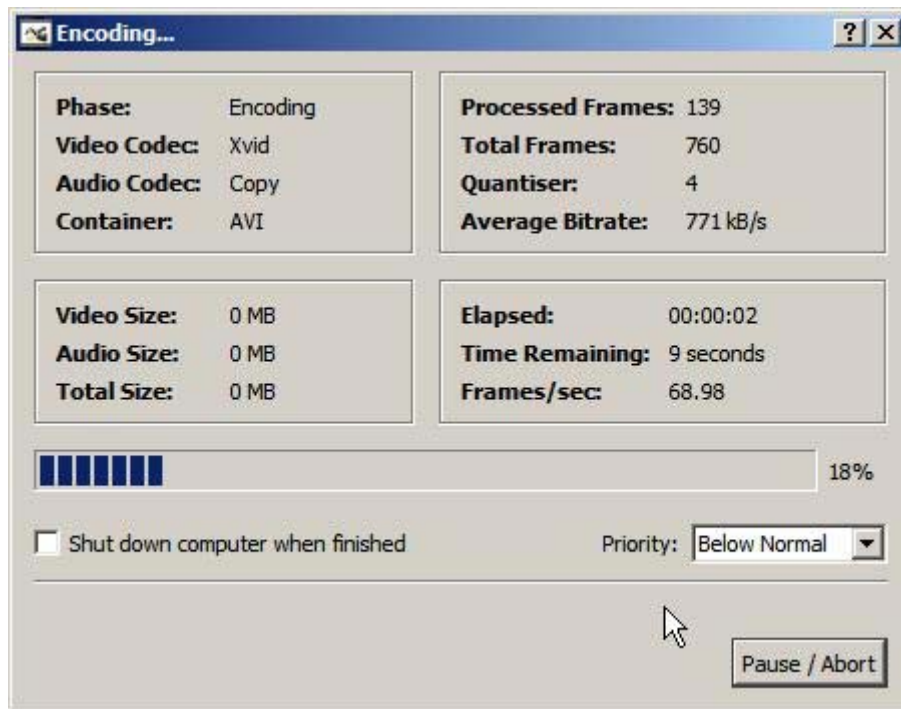 Encoding...
Phase: Encoding
Video Codec: Xvid
Audio Codec: Copy
Container: AVI
Processed Frames: 139
Total Frames: 760
Quantiser: 4
Average Bitrate: 771 kB/s
Video Size: 0 MB
Audio Size: 0 MB
Total Size: 0 MB
Elapsed: 00:00:02
Time Remaining: 9 seconds
Frames/sec: 68.98
18%
Shut down computer when finished
Priority: Below Normal
Pause / Abort